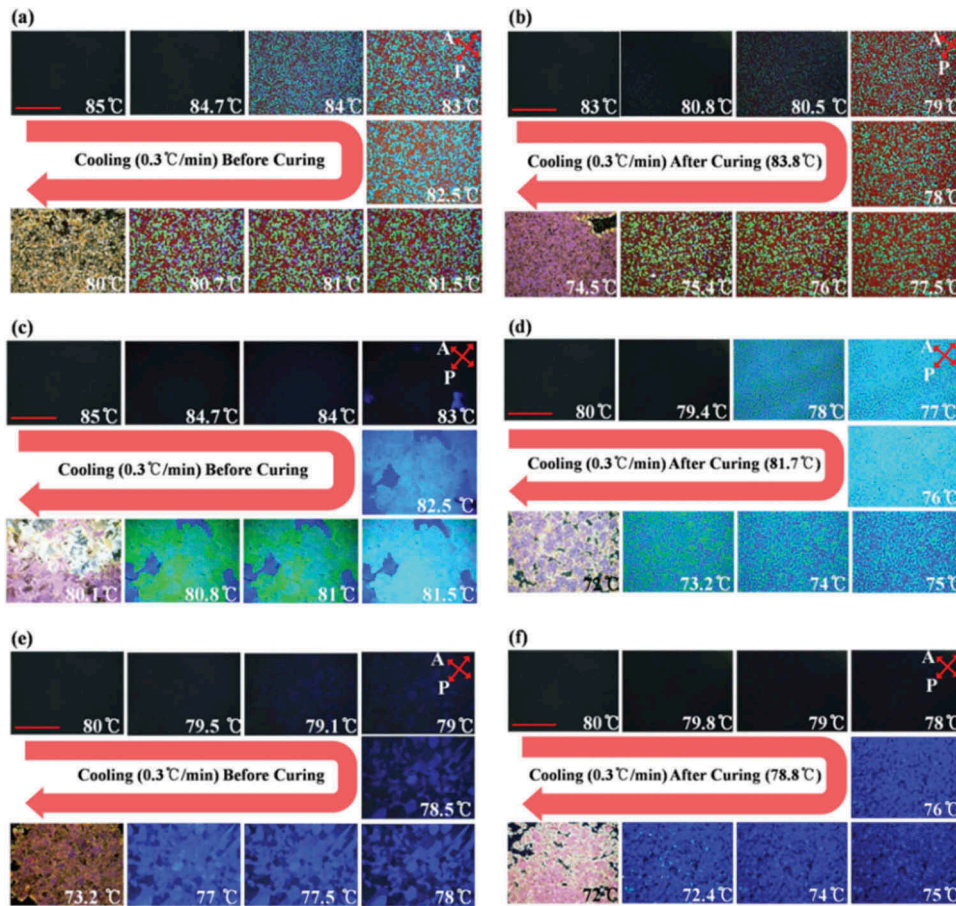 (a)
85℃ 84.7℃ 84℃ 83℃
A
P
Cooling (0.3℃/min) Before Curing
82.5℃
80℃ 80.7℃ 81℃ 81.5℃
(b)
83℃ 80.8℃ 80.5℃ 79℃
A
P
Cooling (0.3℃/min) After Curing (83.8℃)
78℃
74.5℃ 75.4℃ 76℃ 77.5℃
(c)
85℃ 84.7℃ 84℃ 83℃
A
P
Cooling (0.3℃/min) Before Curing
82.5℃
80.1℃ 80.8℃ 81℃ 81.5℃
(d)
80℃ 79.4℃ 78℃ 77℃
A
P
Cooling (0.3℃/min) After Curing (81.7℃)
76℃
72℃ 73.2℃ 74℃ 75℃
(e)
80℃ 79.5℃ 79.1℃ 79℃
A
P
Cooling (0.3℃/min) Before Curing
78.5℃
73.2℃ 77℃ 77.5℃ 78℃
(f)
80℃ 79.8℃ 79℃ 78℃
A
P
Cooling (0.3℃/min) After Curing (78.8℃)
76℃
72℃ 72.4℃ 74℃ 75℃